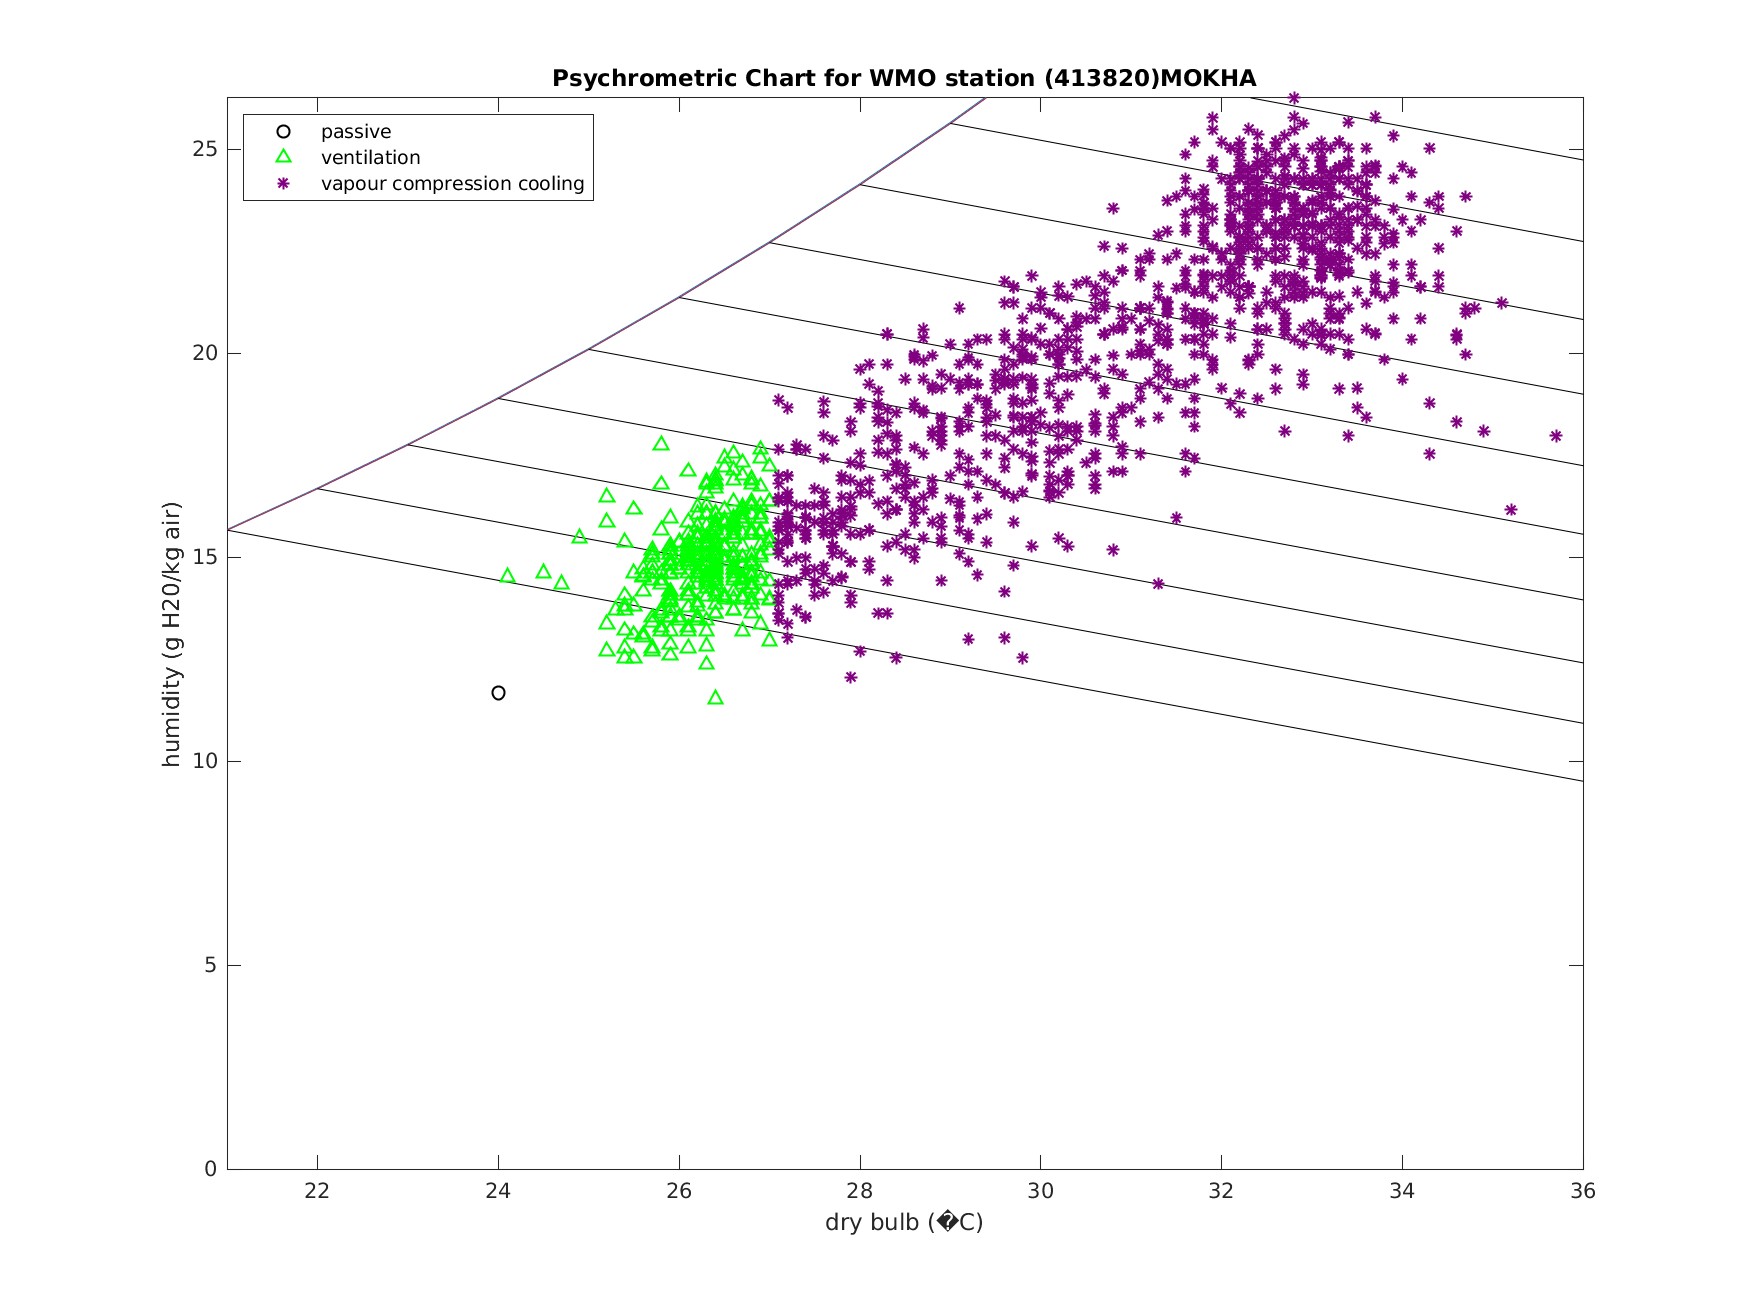 Psychrometric Chart for WMO station (413820)MOKHA
passive
ventilation
vapour compression cooling
humidity (g H20/kg air)
25
20
15
10
5
0
22 24 26 28 30 32 34 36
dry bulb (�C)